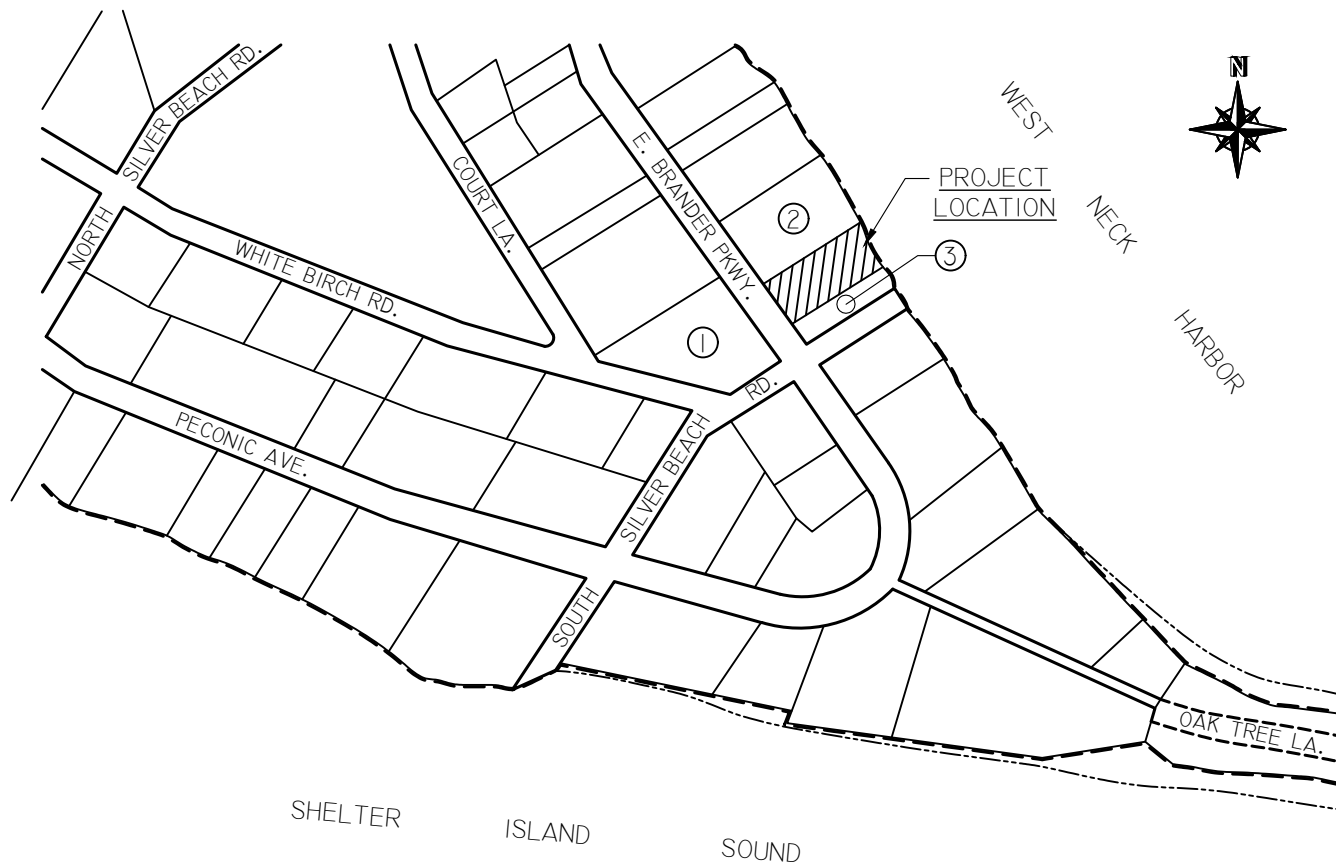 SILVER BEACH RD.
NORTH
N
WEST
NECK
HARBOR
COURT LA.
E. BRANDER PKWY.
PROJECT
LOCATION
2
3
1
WHITE BIRCH RD.
RD.
SILVER BEACH
SOUTH
PECONIC AVE.
OAK TREE LA.
SHELTER
ISLAND
SOUND